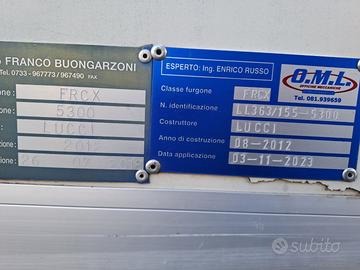 FRANCO BUONGARZONI
Tel. 0733 - 967773 / 967490 FAX
one: FRCX
5300
LUCCI
2012
ESPERTO: Ing. ENRICO RUSSO
O.M.L.
OFFICINE MECCANICHE
Tel. 081.939659
Classe furgone FRCX
N. identificazione LL363/155-5300
Costruttore LUCCI
Anno di costruzione 08-2012
Data applicazione 03-11-2023
subito